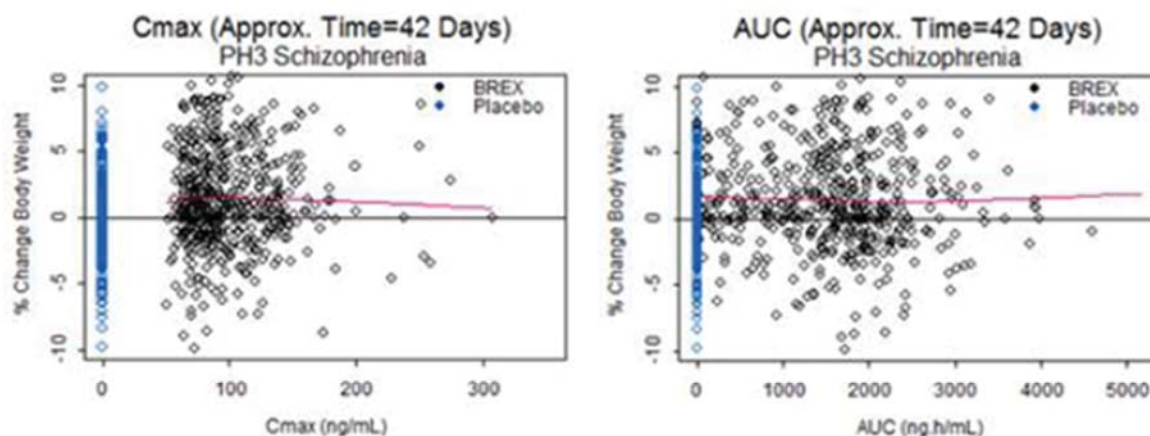 Cmax (Approx. Time=42 Days)
PH3 Schizophrenia
BREX
Placebo
% Change Body Weight
10
5
0
-5
-10
0 100 200 300
Cmax (ng/mL)
AUC (Approx. Time=42 Days)
PH3 Schizophrenia
BREX
Placebo
% Change Body Weight
10
5
0
-5
-10
0 1000 2000 3000 4000 5000
AUC (ng.h/mL)